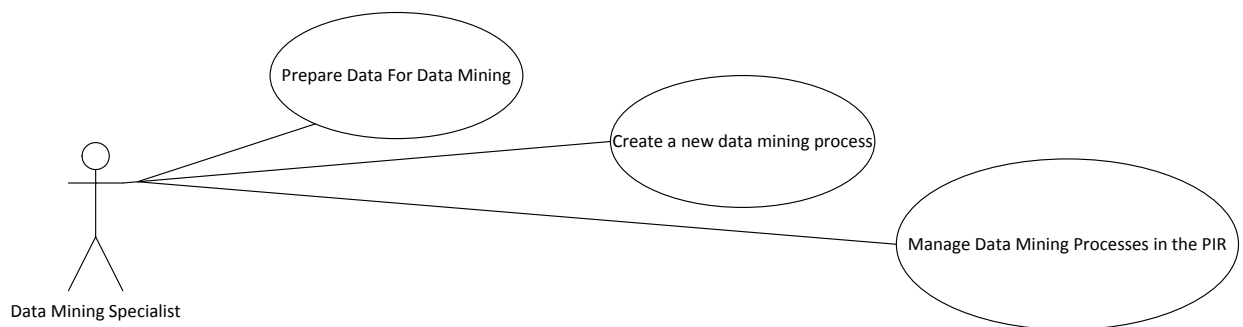 Prepare Data For Data Mining
Create a new data mining process
Manage Data Mining Processes in the PIR
Data Mining Specialist